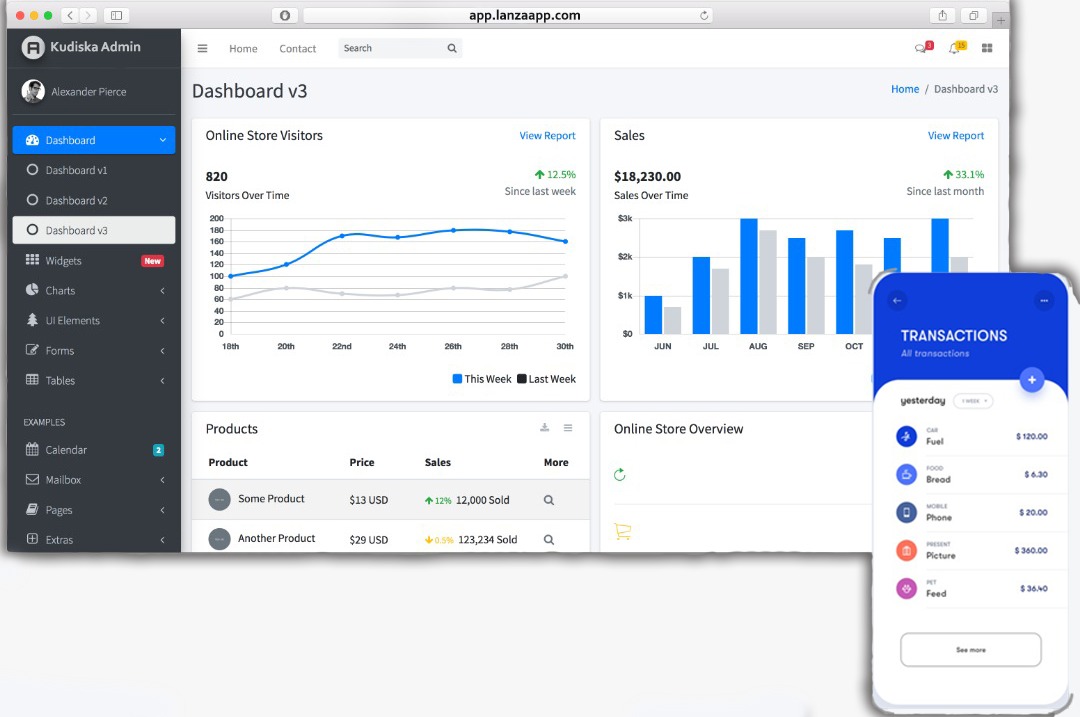 app.lanzaapp.com
Kudiska Admin
Home Contact Search 3 15
Alexander Pierce
Dashboard
Dashboard v1
Dashboard v2
Dashboard v3
Widgets New
Charts
UI Elements
Forms
Tables
EXAMPLES
Calendar 2
Mailbox
Pages
Extras
Dashboard v3
Home / Dashboard v3
Online Store Visitors View Report
820 12.5%
Visitors Over Time Since last week
200
180
160
140
120
100
80
60
40
20
0
18th 20th 22nd 24th 26th 28th 30th
This Week Last Week
Sales View Report
$18,230.00 33.1%
Sales Over Time Since last month
$3k
$2k
$1k
$0
JUN JUL AUG SEP OCT
Products
Product Price Sales More
Some Product $13 USD 12% 12,000 Sold
Another Product $29 USD 0.5% 123,234 Sold
Online Store Overview
TRANSACTIONS
All transactions
yesterday 1 WEEK
CAR
Fuel $ 120.00
FOOD
Bread $ 6.30
MOBILE
Phone $ 20.00
PRESENT
Picture $ 360.00
PET
Feed $ 36.40
See more